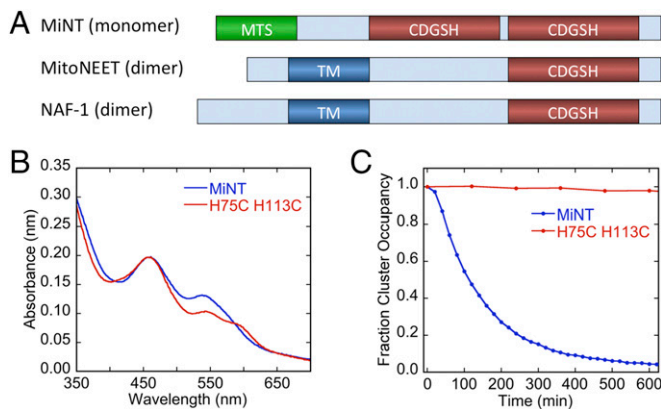 A
MiNT (monomer)
MTS
CDGSH
CDGSH
MitoNEET (dimer)
TM
CDGSH
NAF-1 (dimer)
TM
CDGSH
B
0.35
0.30
0.25
0.20
0.15
0.10
0.05
0.00
Absorbance (nm)
MiNT
H75C H113C
350
450
550
650
Wavelength (nm)
C
1.0
0.8
0.6
0.4
0.2
0.0
Fraction Cluster Occupancy
MiNT
H75C H113C
0
100
200
300
400
500
600
Time (min)